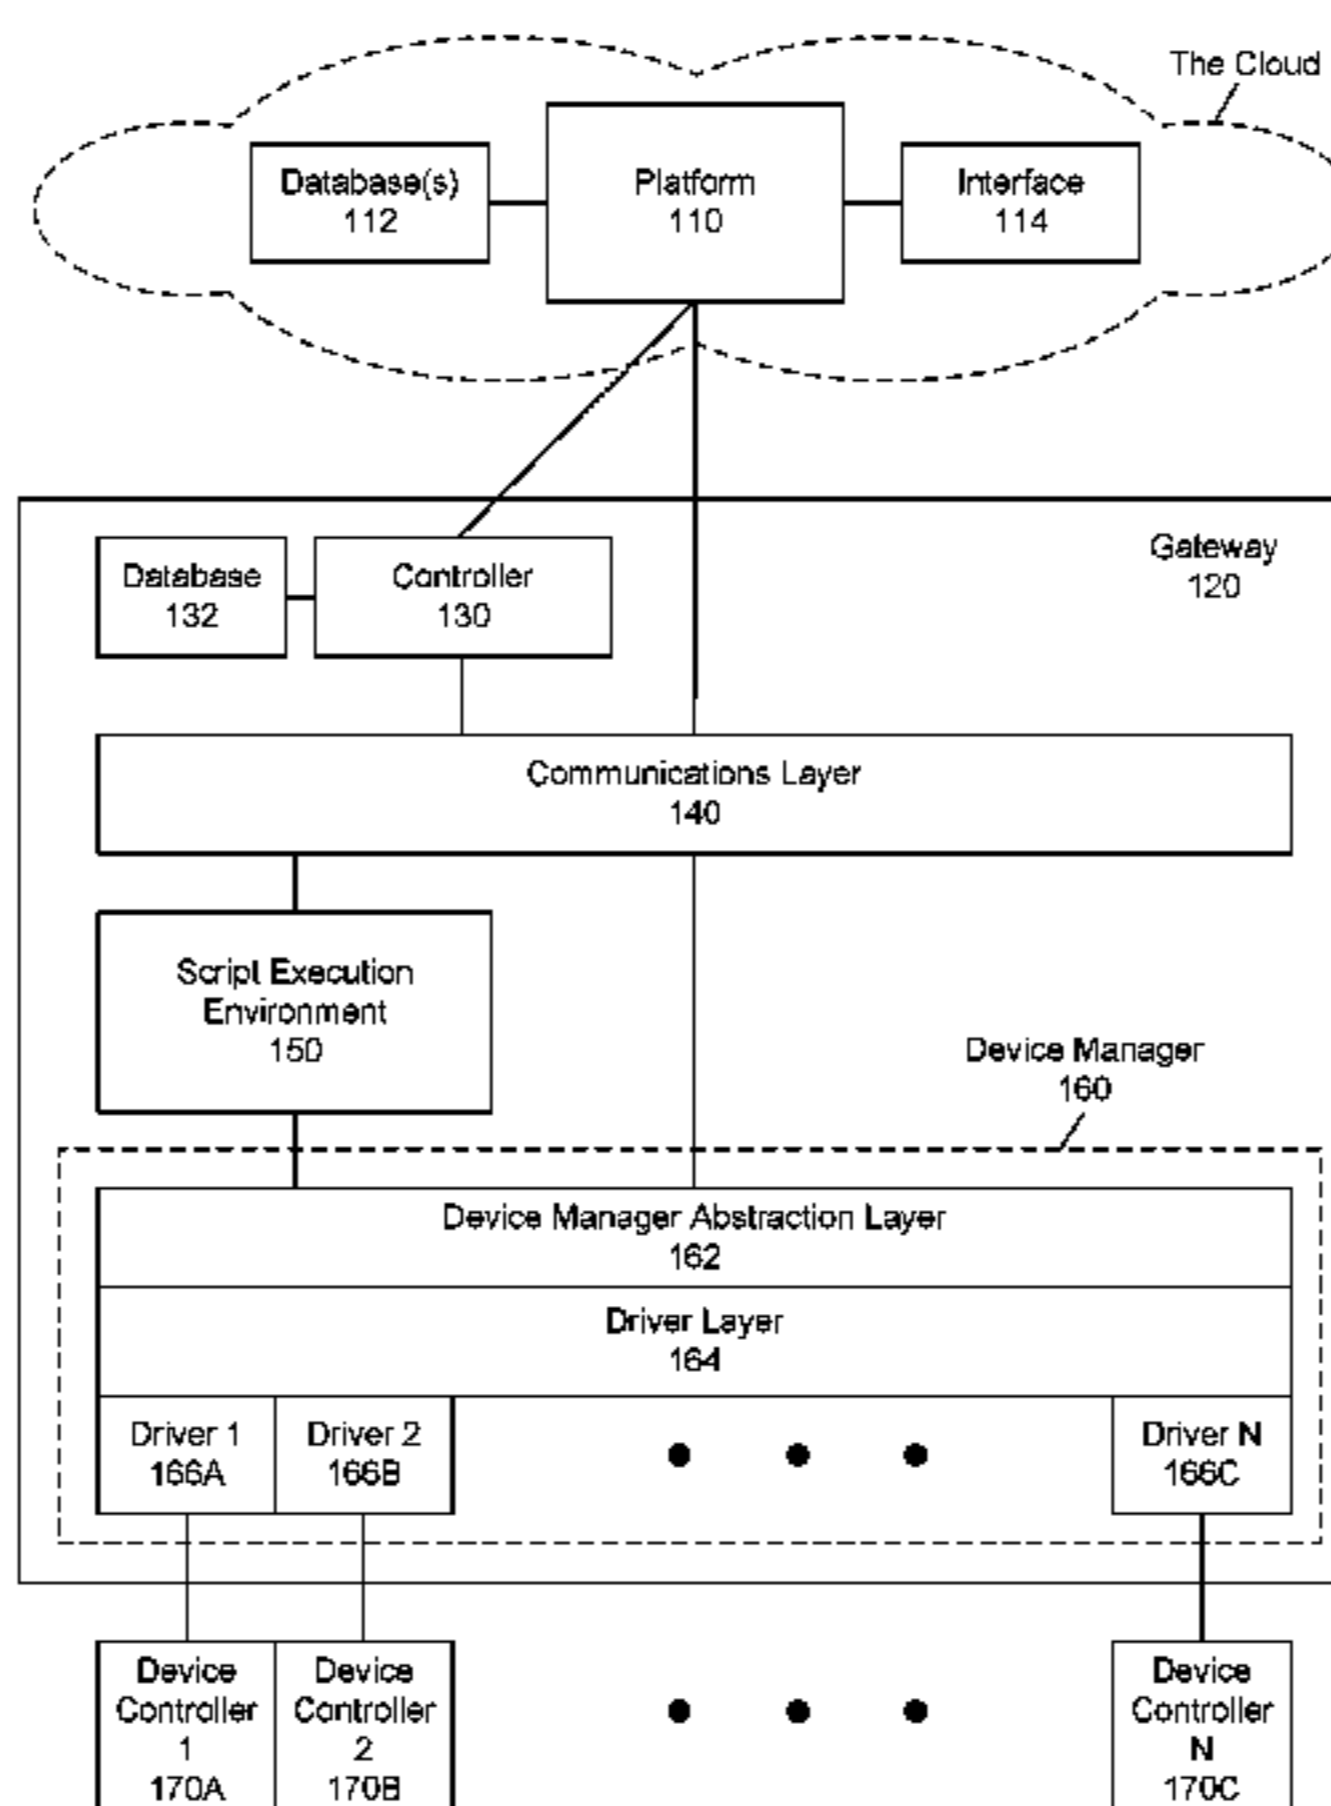 The Cloud
Database(s)
112
Platform
110
Interface
114
Gateway
120
Database
132
Controller
130
Communications Layer
140
Script Execution
Environment
150
Device Manager
160
Device Manager Abstraction Layer
162
Driver Layer
164
Driver 1
166A
Driver 2
166B
Driver N
166C
Device
Controller
1
170A
Device
Controller
2
170B
Device
Controller
N
170C